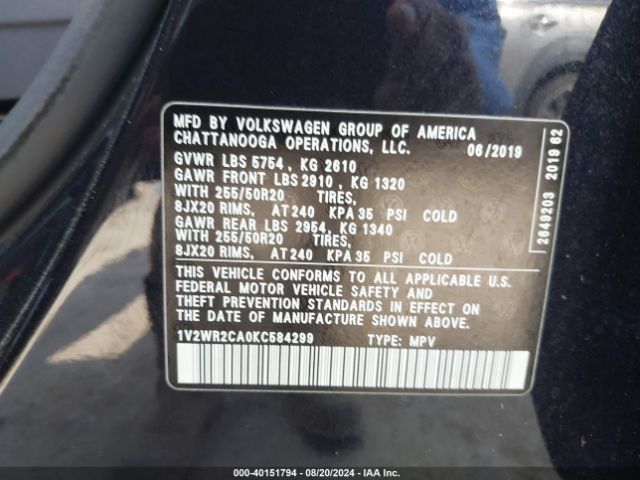 MFD BY VOLKSWAGEN GROUP OF AMERICA
CHATTANOOGA OPERATIONS, LLC. 06/2019
GVWR LBS 5754 , KG 2610
GAWR FRONT LBS 2910 , KG 1320
WITH 255/50R20 TIRES,
8JX20 RIMS, AT 240 KPA 35 PSI COLD
GAWR REAR LBS 2954, KG 1340
WITH 255/50R20 TIRES,
8JX20 RIMS, AT 240 KPA 35 PSI COLD
THIS VEHICLE CONFORMS TO ALL APPLICABLE U.S.
FEDERAL MOTOR VEHICLE SAFETY AND
THEFT PREVENTION STANDARDS IN EFFECT ON
THE DATE OF MANUFACTURE SHOWN ABOVE.
1V2WR2CA0KC584299 TYPE: MPV
2849203 2019 62
000-40151794 - 08/20/2024 - IAA Inc.